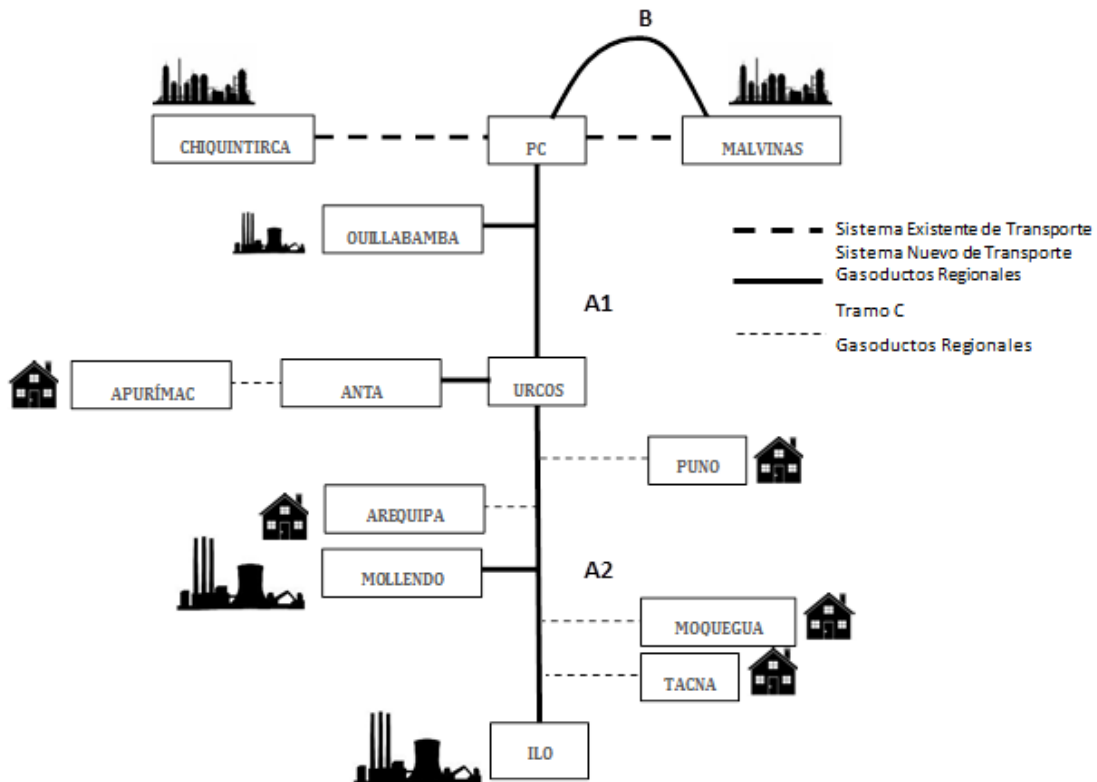 B
CHIQUINTIRCA
PC
MALVINAS
OUILLABAMBA
Sistema Existente de Transporte
Sistema Nuevo de Transporte
Gasoductos Regionales
Tramo C
Gasoductos Regionales
A1
APURÍMAC
ANTA
URCOS
PUNO
AREQUIPA
MOLLENDO
A2
MOQUEGUA
TACNA
ILO